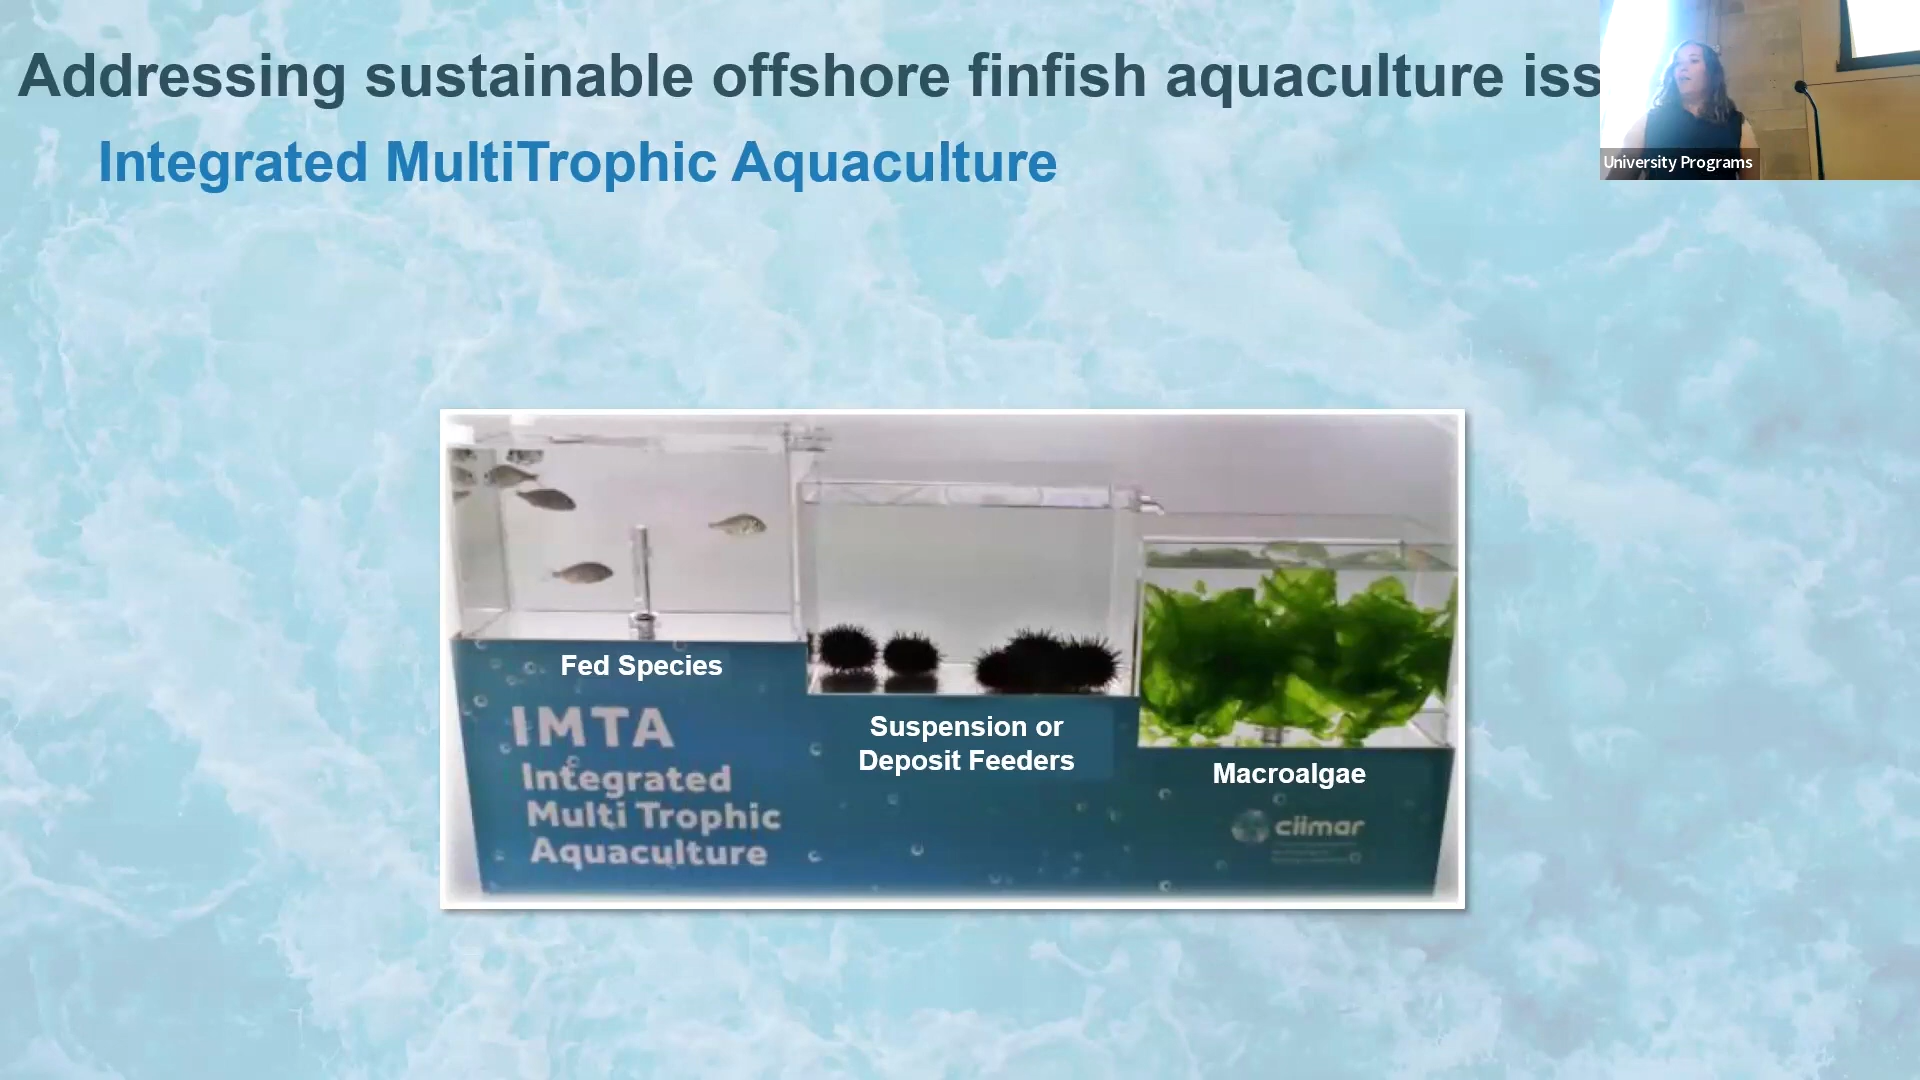 Addressing sustainable offshore finfish aquaculture iss
Integrated MultiTrophic Aquaculture
University Programs
Fed Species
IMTA
Integrated
Multi Trophic
Aquaculture
Suspension or
Deposit Feeders
Macroalgae
ciimar